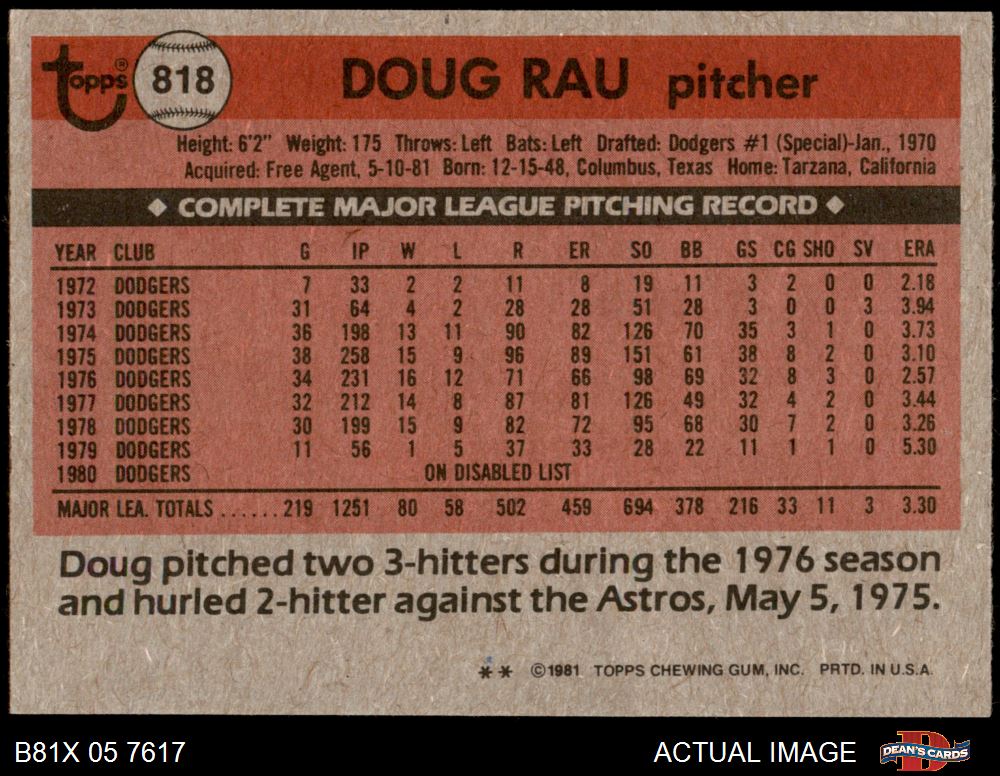 topps® 818 DOUG RAU pitcher
Height: 6'2" Weight: 175 Throws: Left Bats: Left Drafted: Dodgers #1 (Special)-Jan., 1970
Acquired: Free Agent, 5-10-81 Born: 12-15-48, Columbus, Texas Home: Tarzana, California
◆ COMPLETE MAJOR LEAGUE PITCHING RECORD ◆
YEAR CLUB G IP W L R ER SO BB GS CG SHO SV ERA
1972 DODGERS 7 33 2 2 11 8 19 11 3 2 0 0 2.18
1973 DODGERS 31 64 4 2 28 28 51 28 3 0 0 3 3.94
1974 DODGERS 36 198 13 11 90 82 126 70 35 3 1 0 3.73
1975 DODGERS 38 258 15 9 96 89 151 61 38 8 2 0 3.10
1976 DODGERS 34 231 16 12 71 66 98 69 32 8 3 0 2.57
1977 DODGERS 32 212 14 8 87 81 126 49 32 4 2 0 3.44
1978 DODGERS 30 199 15 9 82 72 95 68 30 7 2 0 3.26
1979 DODGERS 11 56 1 5 37 33 28 22 11 1 1 0 5.30
1980 DODGERS ON DISABLED LIST
MAJOR LEA. TOTALS ......219 1251 80 58 502 459 694 378 216 33 11 3 3.30
Doug pitched two 3-hitters during the 1976 season
and hurled 2-hitter against the Astros, May 5, 1975.
** ©1981 TOPPS CHEWING GUM, INC. PRTD. IN U.S.A.
B81X 05 7617 ACTUAL IMAGE D DEAN'S CARDS